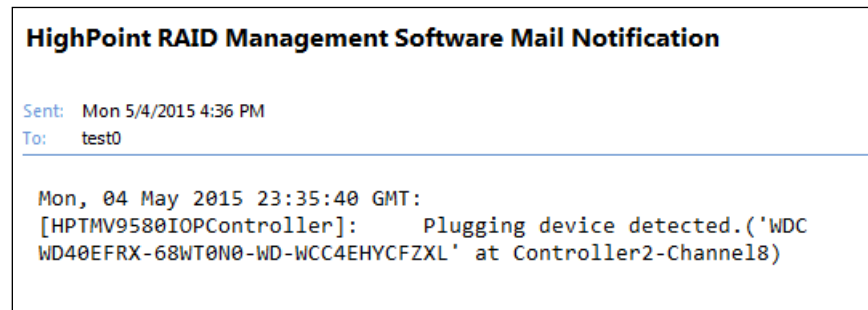 HighPoint RAID Management Software Mail Notification
Sent: Mon 5/4/2015 4:36 PM
To: test0
Mon, 04 May 2015 23:35:40 GMT:
[HPTMV9580IOPController]: Plugging device detected.('WDC
WD40EFRX-68WT0N0-WD-WCC4EHYCFZXL' at Controller2-Channel8)